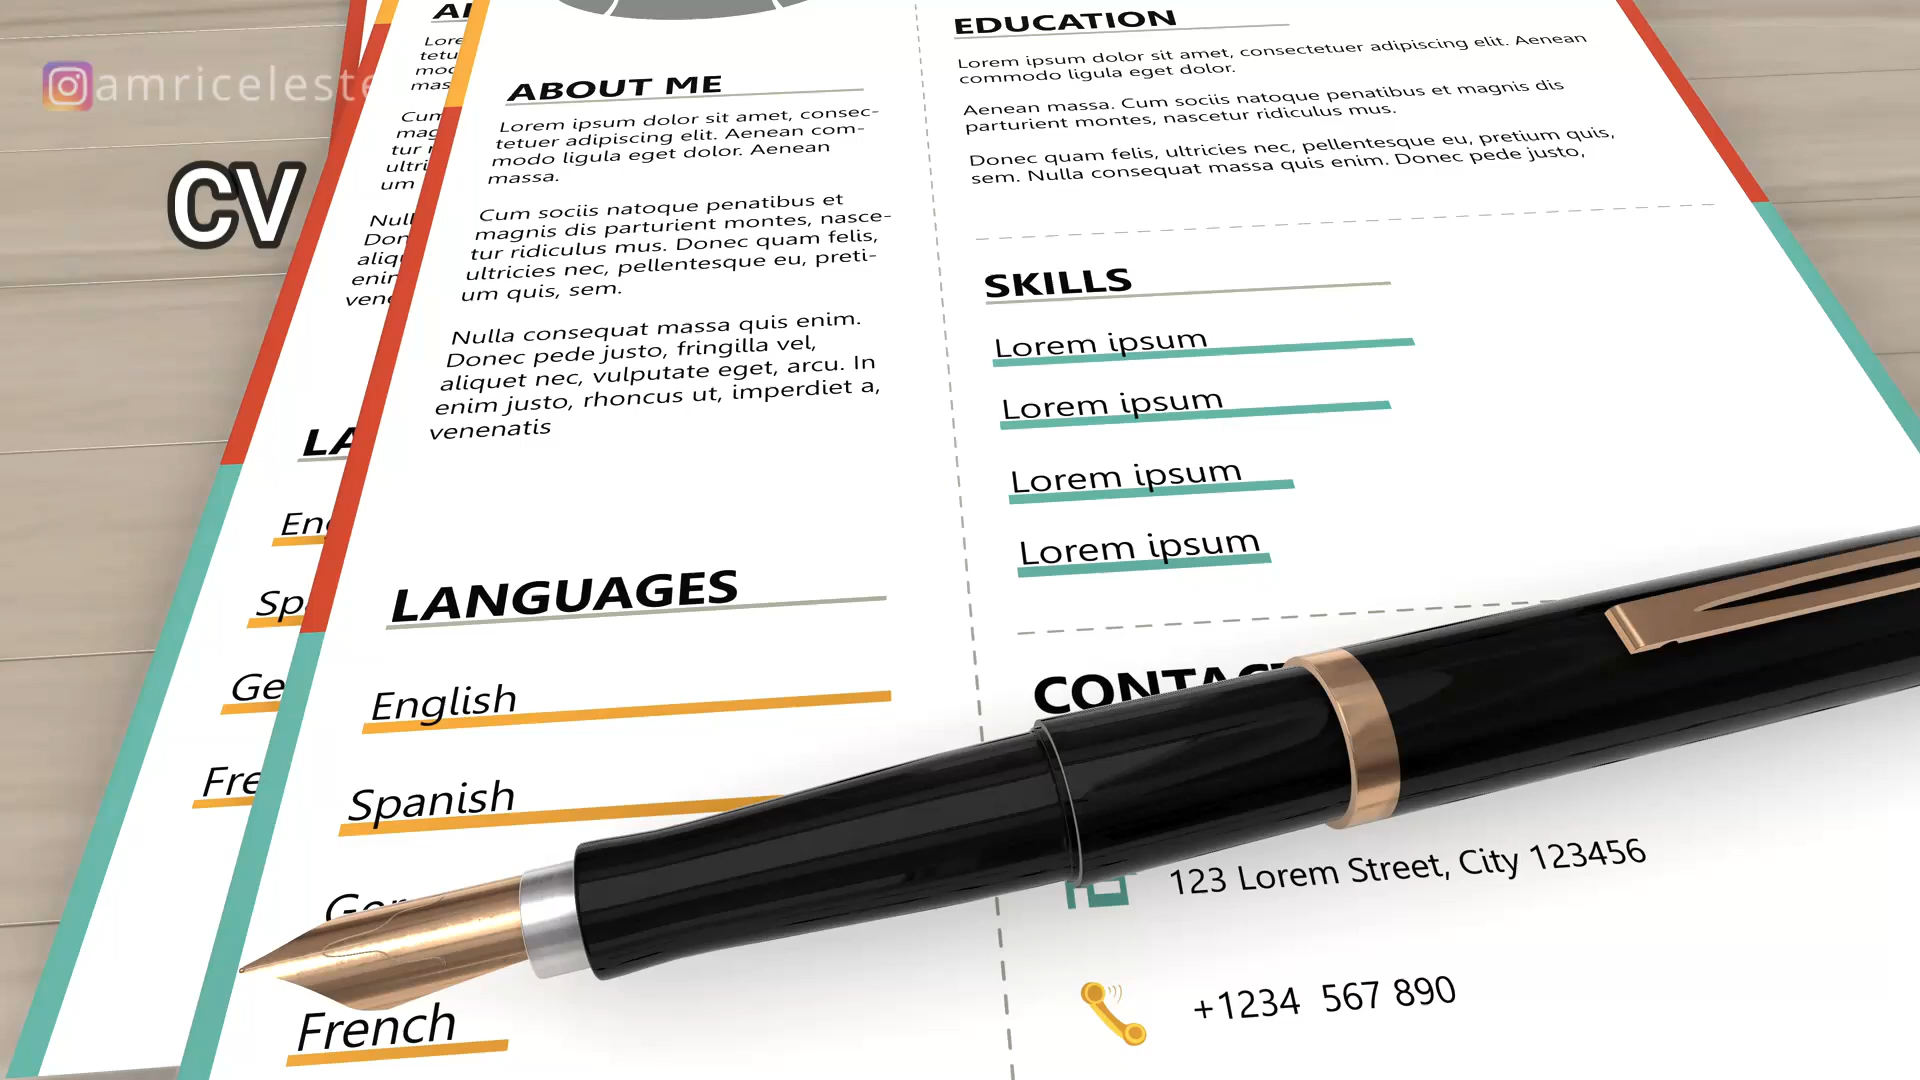 amriceleste
CV
ABOUT ME
Lorem ipsum dolor sit amet, consec-
tetuer adipiscing elit. Aenean com-
modo ligula eget dolor. Aenean
massa.
Cum sociis natoque penatibus et
magnis dis parturient montes, nasce-
tur ridiculus mus. Donec quam felis,
ultricies nec, pellentesque eu, preti-
um quis, sem.
Nulla consequat massa quis enim.
Donec pede justo, fringilla vel,
aliquet nec, vulputate eget, arcu. In
enim justo, rhoncus ut, imperdiet a,
venenatis
LANGUAGES
English
Spanish
French
EDUCATION
Lorem ipsum dolor sit amet, consectetuer adipiscing elit. Aenean
commodo ligula eget dolor.
Aenean massa. Cum sociis natoque penatibus et magnis dis
parturient montes, nascetur ridiculus mus.
Donec quam felis, ultricies nec, pellentesque eu, pretium quis,
sem. Nulla consequat massa quis enim. Donec pede justo,
SKILLS
Lorem ipsum
Lorem ipsum
Lorem ipsum
Lorem ipsum
CONTACT
123 Lorem Street, City 123456
+1234 567 890